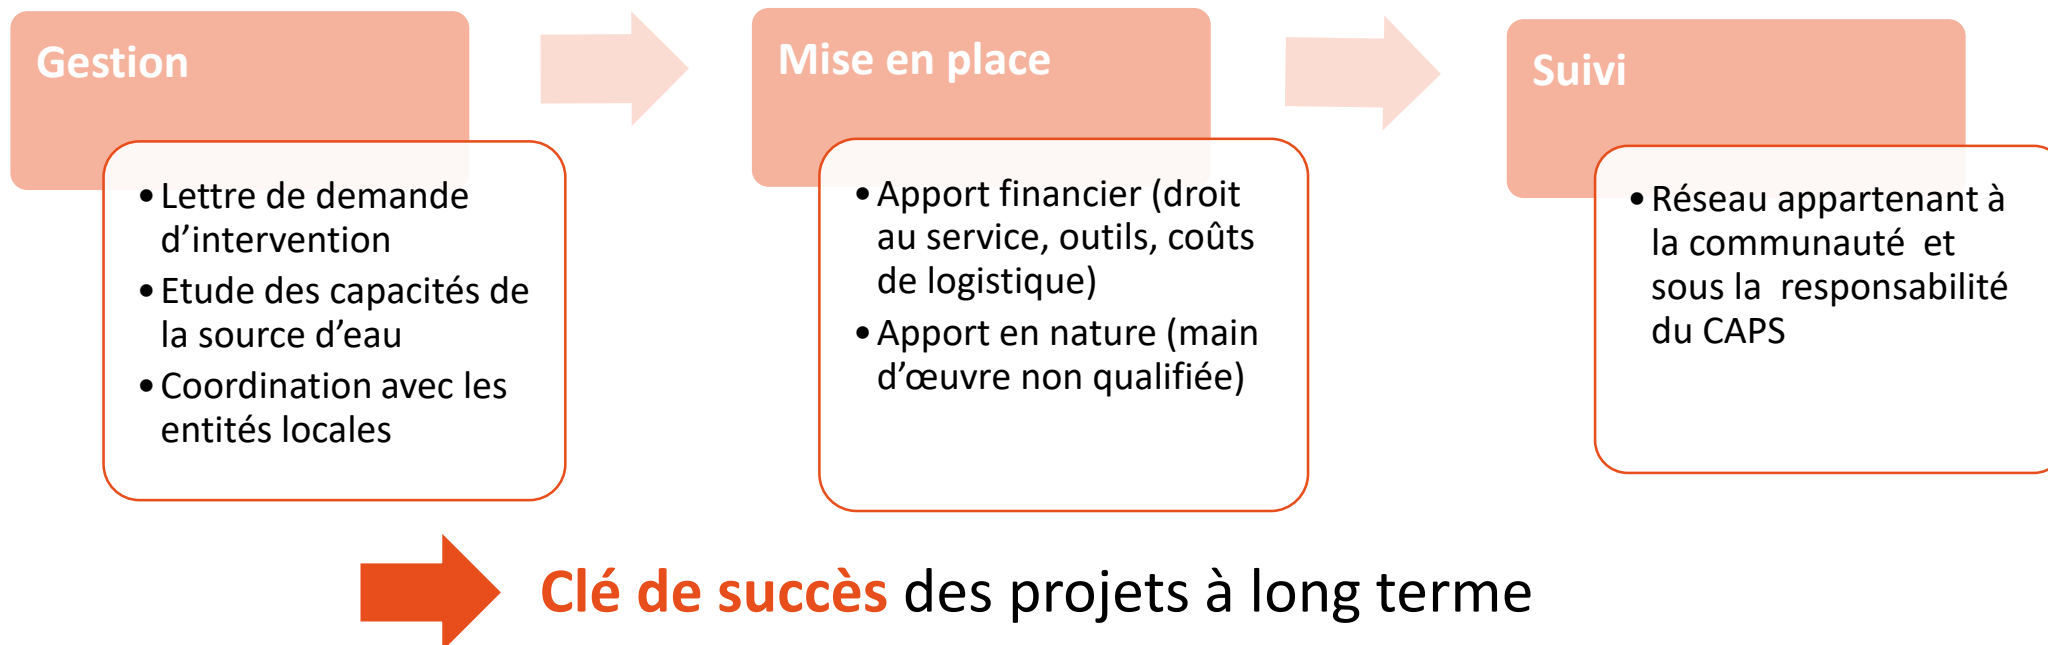 Gestion
• Lettre de demande
d’intervention
• Etude des capacités de
la source d’eau
• Coordination avec les
entités locales
Mise en place
• Apport financier (droit
au service, outils, coûts
de logistique)
• Apport en nature (main
d’œuvre non qualifiée)
Suivi
• Réseau appartenant à
la communauté et
sous la responsabilité
du CAPS
Clé de succès des projets à long terme